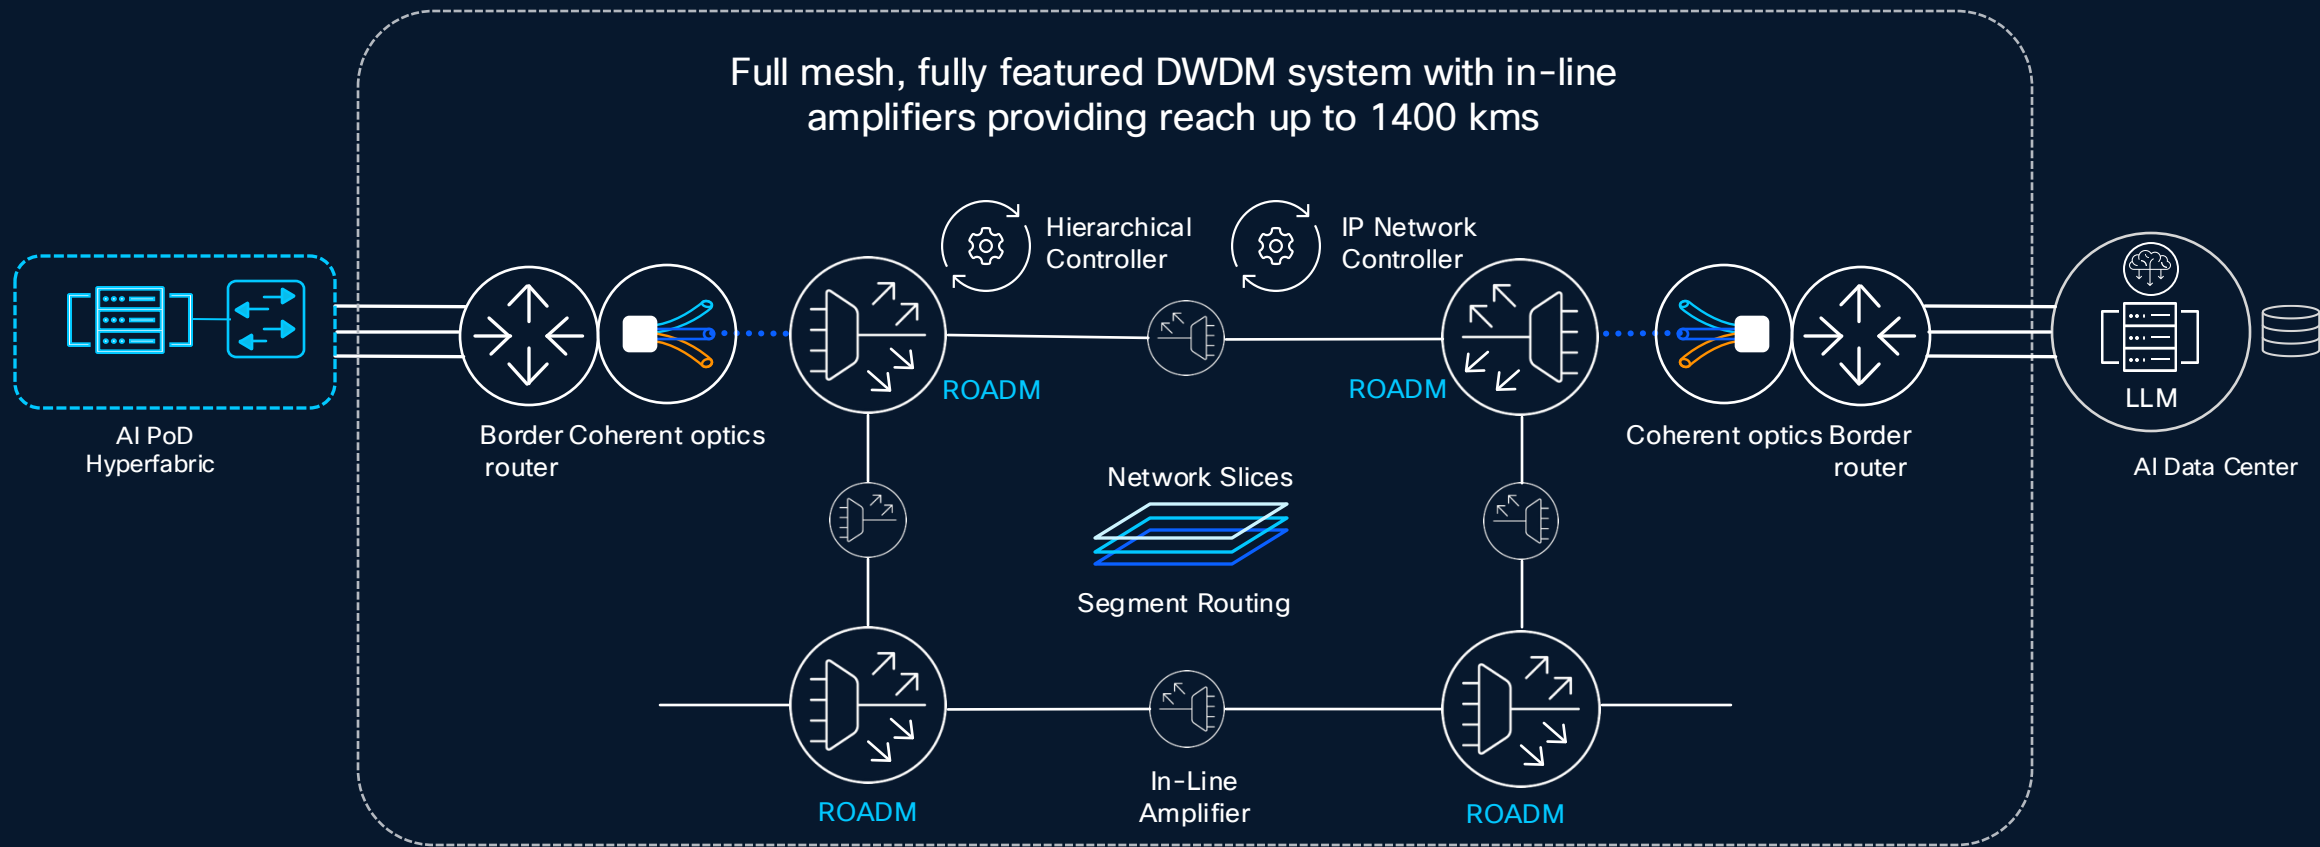 Full mesh, fully featured DWDM system with in-line
amplifiers providing reach up to 1400 kms
Hierarchical
Controller
IP Network
Controller
ROADM
ROADM
AI PoD
Hyperfabric
Border
router
Coherent optics
Coherent optics
Border
router
LLM
AI Data Center
Network Slices
Segment Routing
In-Line
Amplifier
ROADM
ROADM